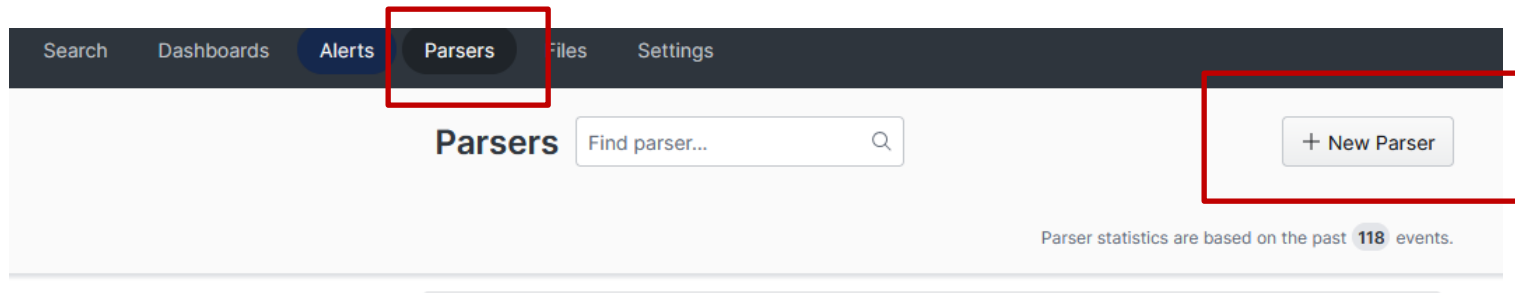 Search Dashboards Alerts Parsers Files Settings
Parsers Find parser... + New Parser
Parser statistics are based on the past 118 events.